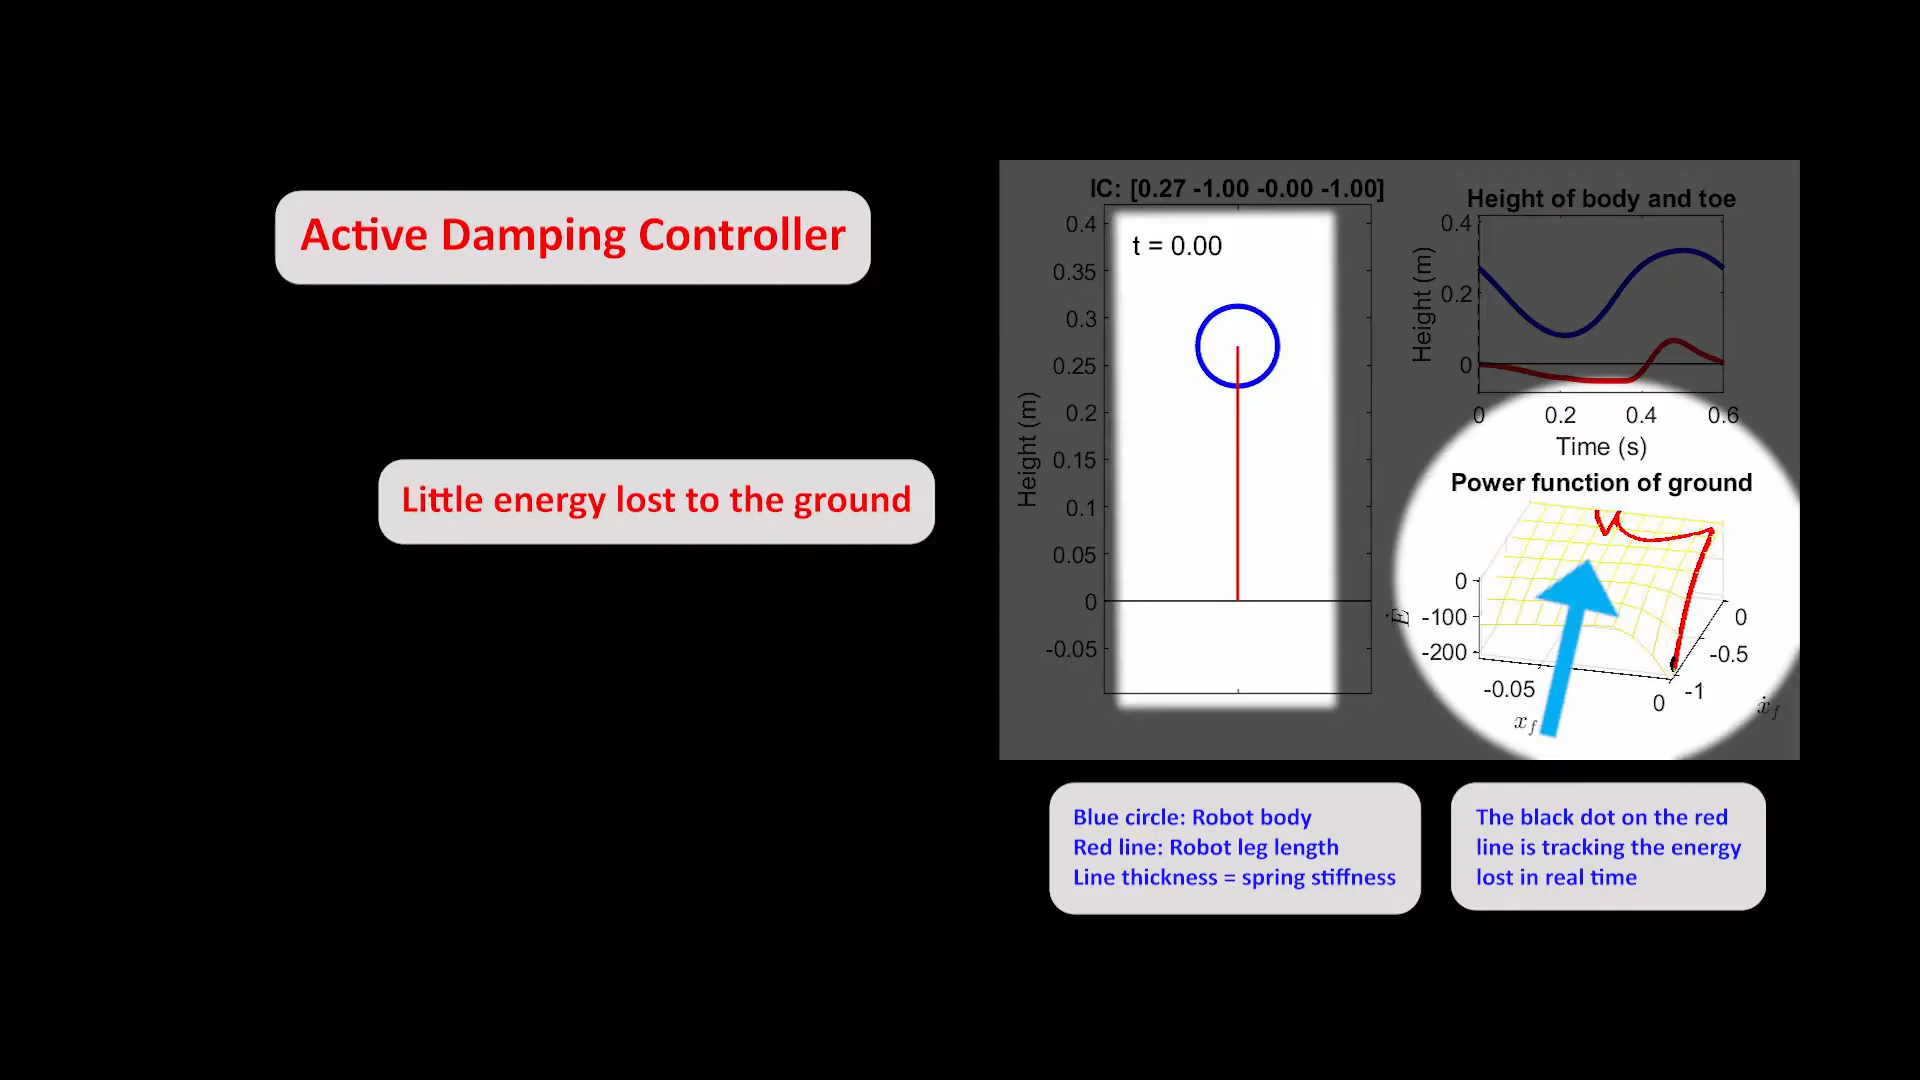 Active Damping Controller
Little energy lost to the ground
IC: [0.27 -1.00 -0.00 -1.00]
t = 0.00
Height (m)
0.4
0.35
0.3
0.25
0.2
0.15
0.1
0.05
0
-0.05
Height of body and toe
Height (m)
0.4
0.2
0
0 0.2 0.4 0.6
Time (s)
Power function of ground
Ė
0
-100
-200
-0.05 0
x_f
-1 -0.5 0
ẋ_f
Blue circle: Robot body
Red line: Robot leg length
Line thickness = spring stiffness
The black dot on the red
line is tracking the energy
lost in real time